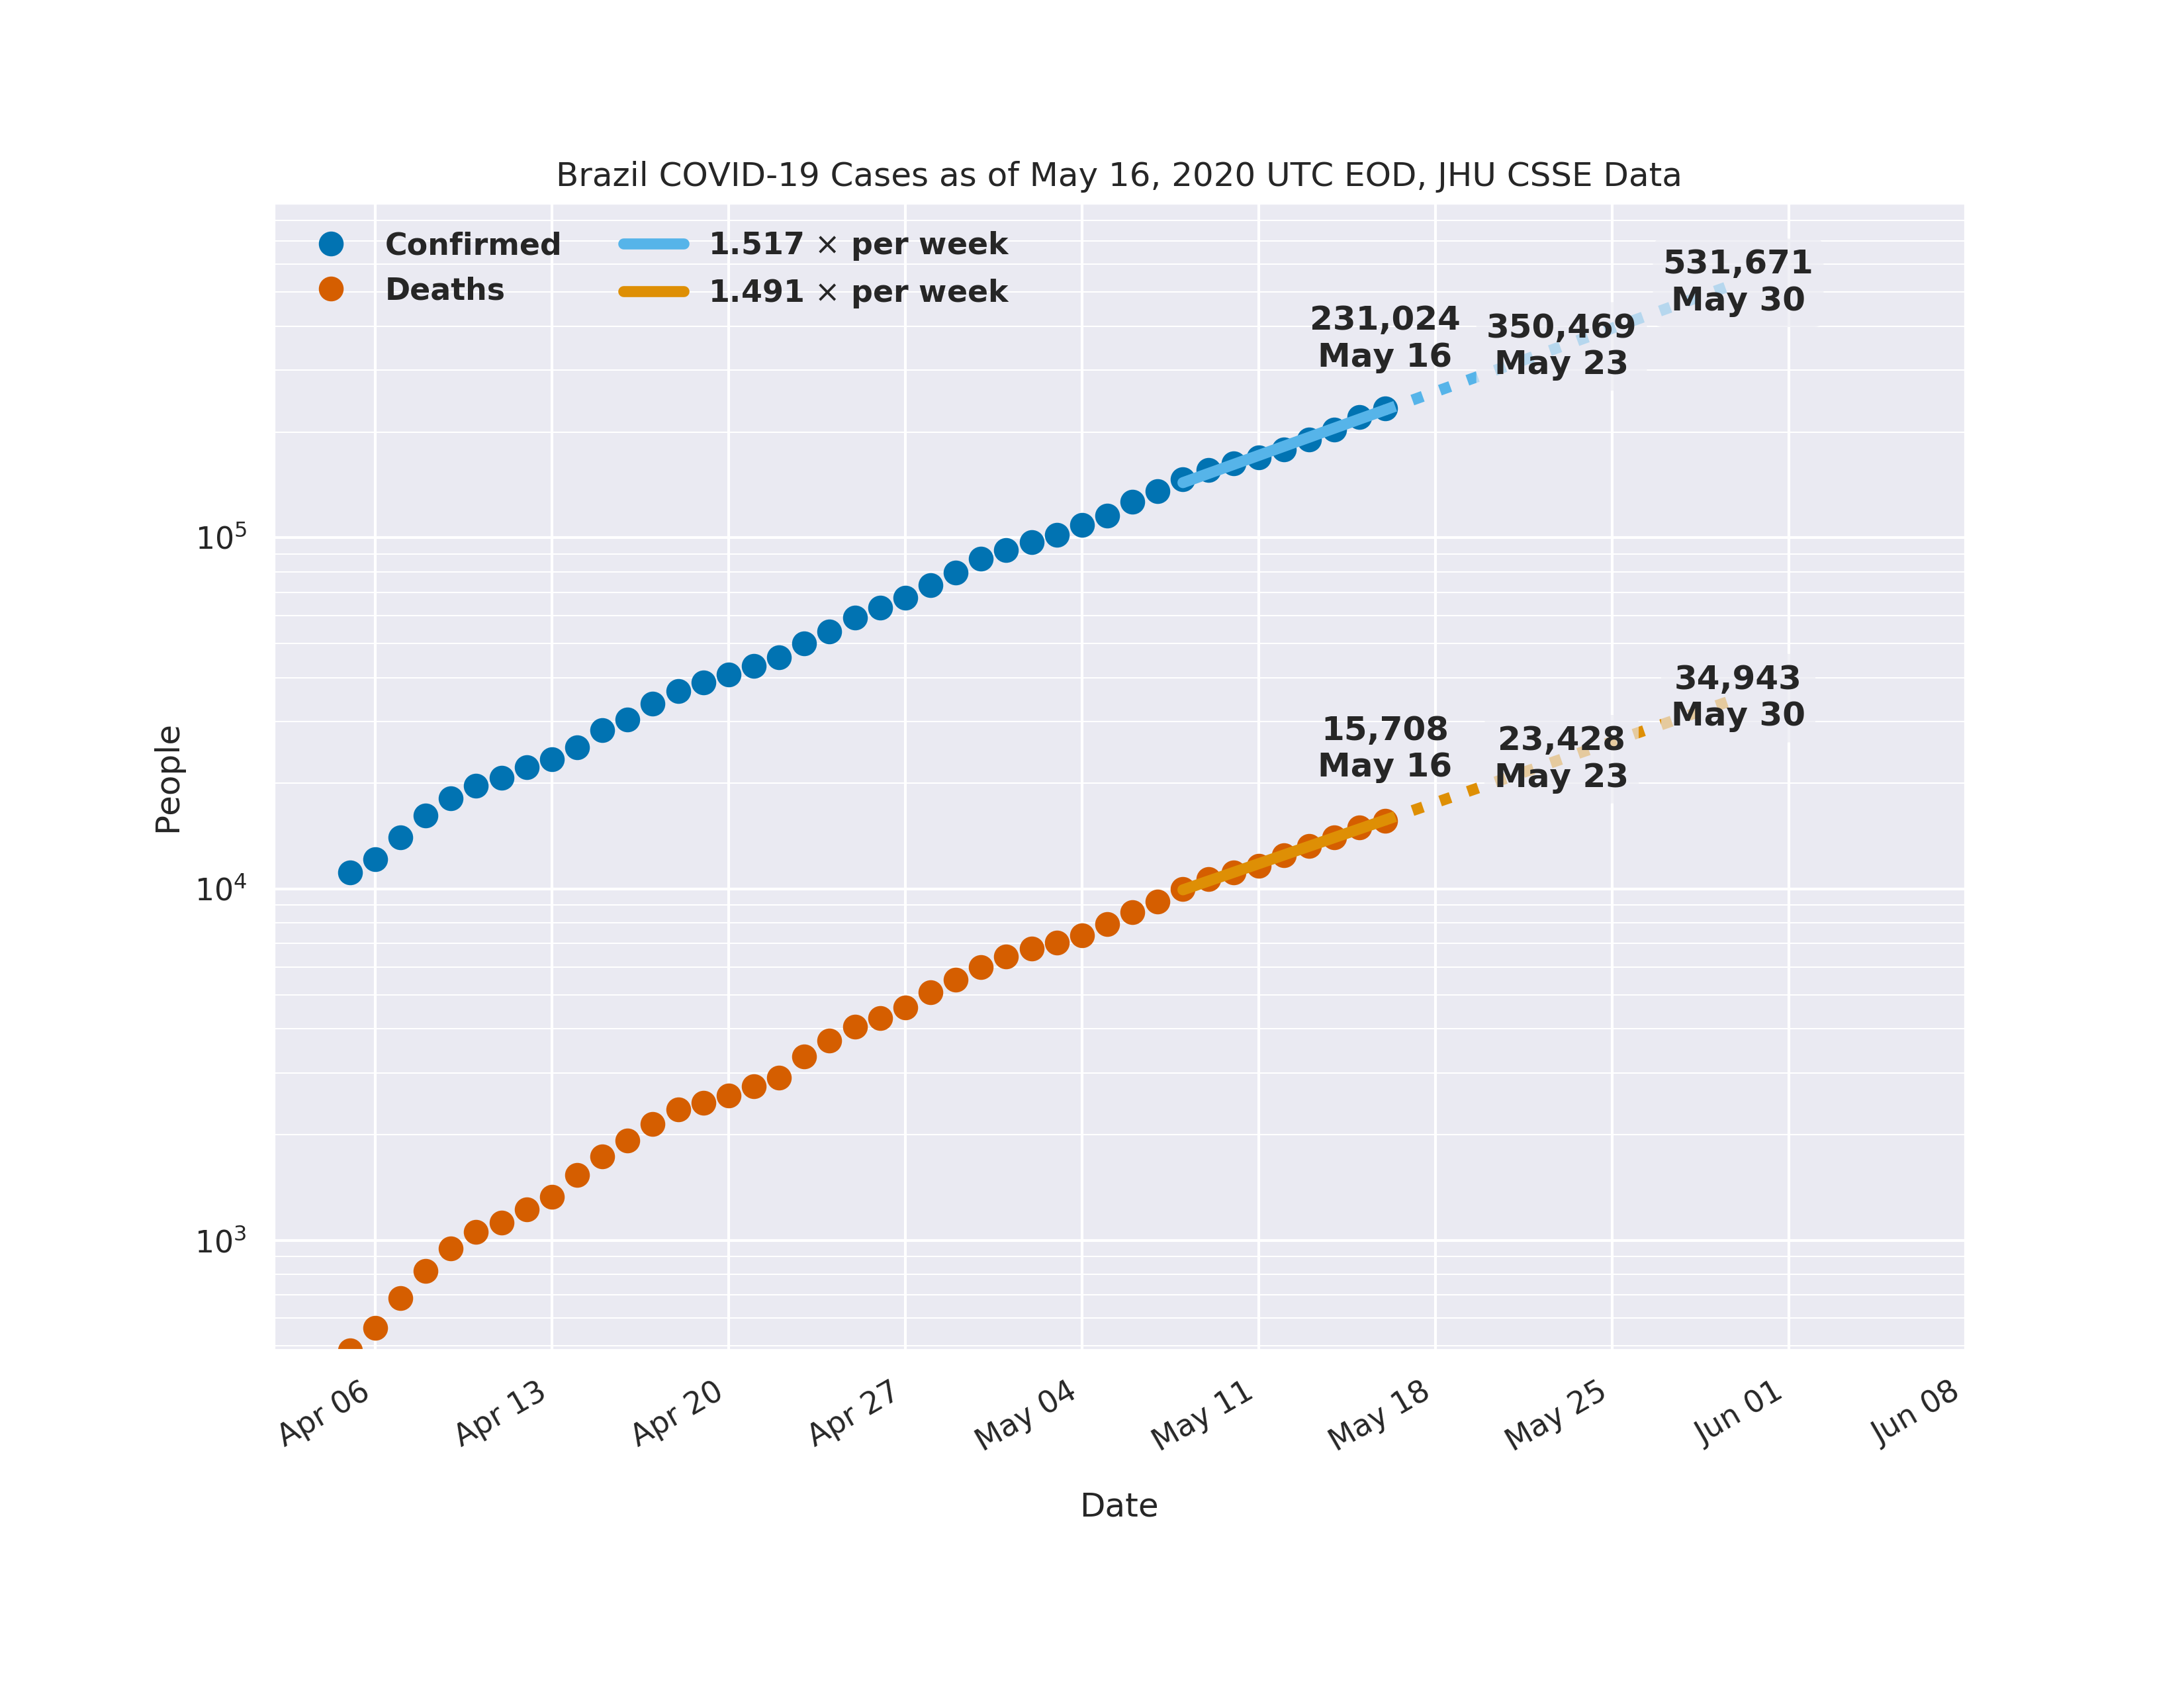 Brazil COVID-19 Cases as of May 16, 2020 UTC EOD, JHU CSSE Data
Confirmed
Deaths
1.517 × per week
1.491 × per week
531,671
May 30
231,024
May 16
350,469
May 23
34,943
May 30
15,708
May 16
23,428
May 23
People
10⁵
10⁴
10³
Apr 06
Apr 13
Apr 20
Apr 27
May 04
May 11
May 18
May 25
Jun 01
Jun 08
Date